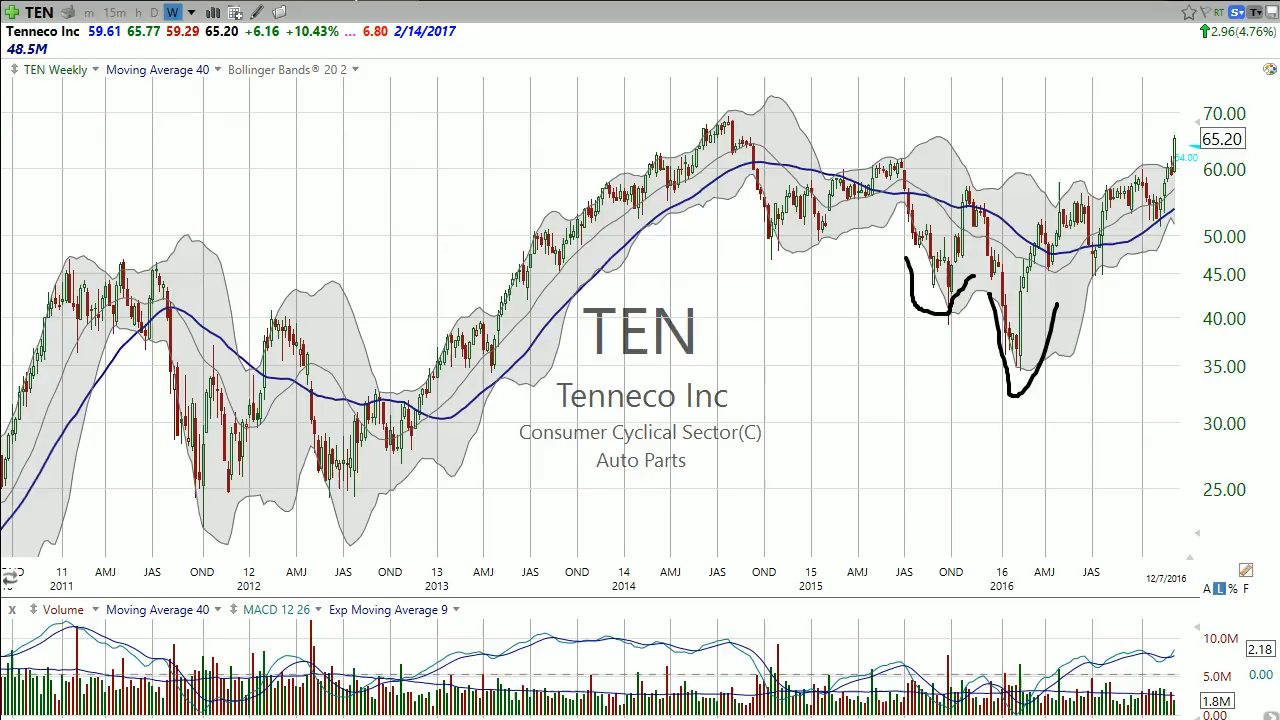 TEN m 15m h D W RT S T
Tenneco Inc 59.61 65.77 59.29 65.20 +6.16 +10.43% ... 6.80 2/14/2017 2.96(4.76%)
48.5M
TEN Weekly Moving Average 40 Bollinger Bands® 20 2
70.00
65.20
54.00
60.00
50.00
45.00
40.00
TEN
35.00
Tenneco Inc
30.00
Consumer Cyclical Sector(C)
Auto Parts
25.00
11 AMJ JAS OND 12 AMJ JAS OND 13 AMJ JAS OND 14 AMJ JAS OND 15 AMJ JAS OND 16 AMJ JAS
2011 2012 2013 2014 2015 2016 12/7/2016
A L % F
X Volume Moving Average 40 MACD 12 26 Exp Moving Average 9
10.0M
2.18
5.0M 0.00
1.8M
0.00